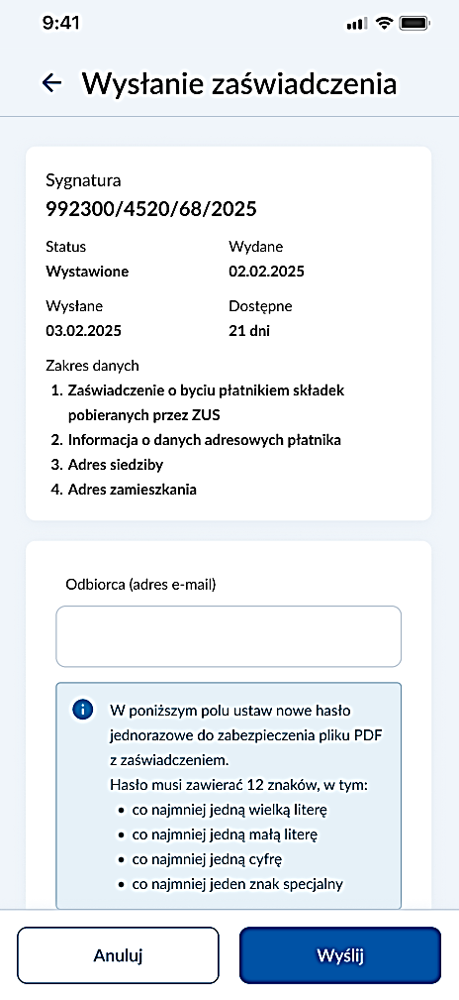 9:41
Wysłanie zaświadczenia
Sygnatura
992300/4520/68/2025
Status
Wystawione
Wydane
02.02.2025
Wysłane
03.02.2025
Dostępne
21 dni
Zakres danych
1. Zaświadczenie o byciu płatnikiem składek
pobieranych przez ZUS
2. Informacja o danych adresowych płatnika
3. Adres siedziby
4. Adres zamieszkania
Odbiorca (adres e-mail)
W poniższym polu ustaw nowe hasło
jednorazowe do zabezpieczenia pliku PDF
z zaświadczeniem.
Hasło musi zawierać 12 znaków, w tym:
• co najmniej jedną wielką literę
• co najmniej jedną małą literę
• co najmniej jedną cyfrę
• co najmniej jeden znak specjalny
Anuluj
Wyślij